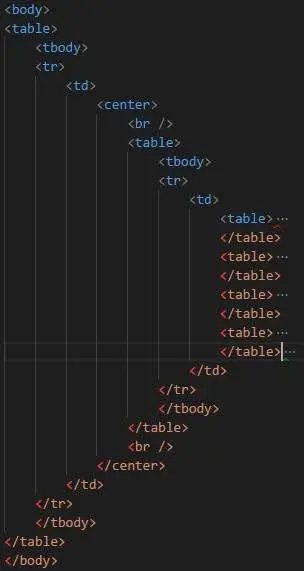 <body>
<table>
<tbody>
<tr>
<td>
<center>
<br />
<table>
<tbody>
<tr>
<td>
<table>···
</table>
<table>···
</table>
<table>···
</table>
<table>···
</table>···
</td>
</tr>
</tbody>
</table>
<br />
</center>
</td>
</tr>
</tbody>
</table>
</body>